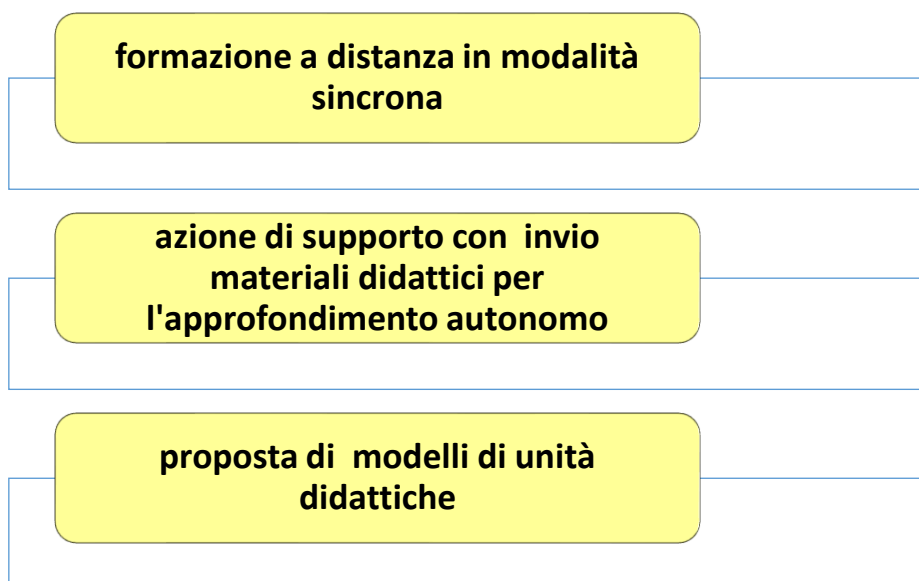 formazione a distanza in modalità
sincrona
azione di supporto con  invio
materiali didattici per
l'approfondimento autonomo
proposta di  modelli di unità
didattiche